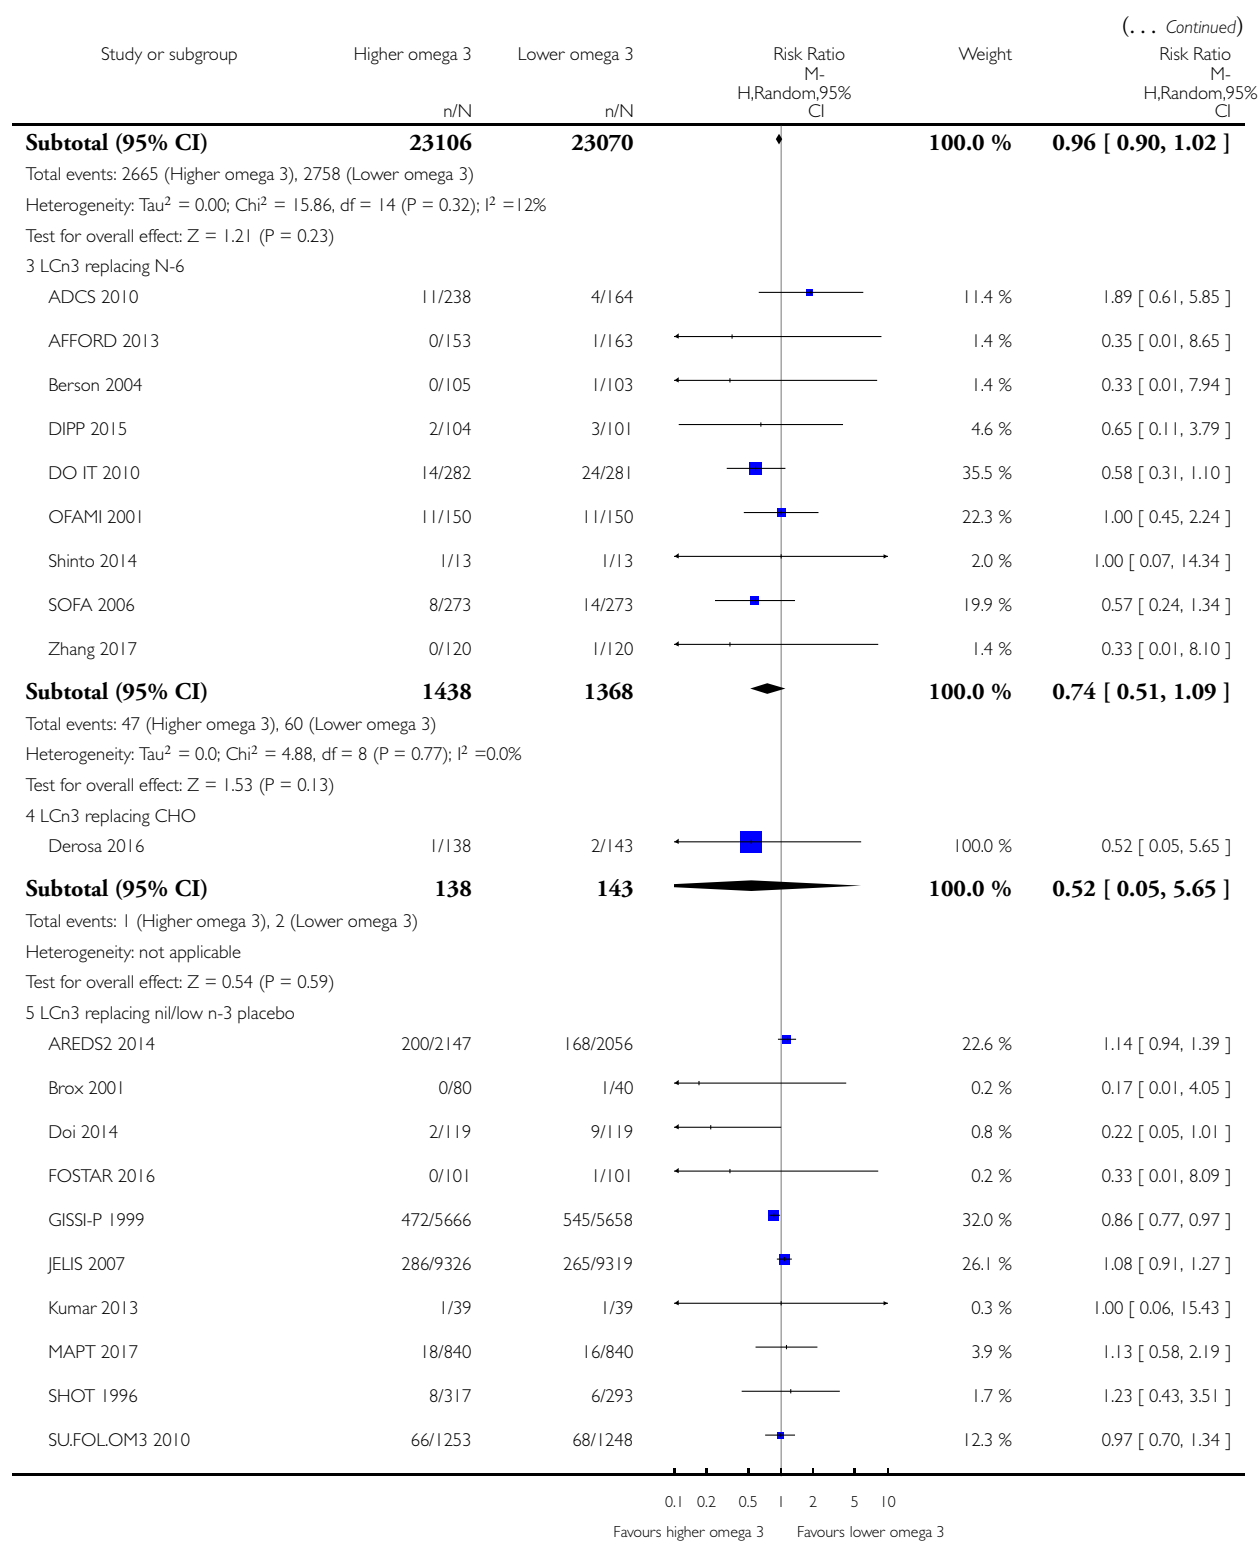 (... Continued)
Study or subgroup Higher omega 3 Lower omega 3 Risk Ratio Weight Risk Ratio
M- M-
H,Random,95% H,Random,95%
n/N n/N CI CI
Subtotal (95% CI) 23106 23070 100.0 % 0.96 [ 0.90, 1.02 ]
Total events: 2665 (Higher omega 3), 2758 (Lower omega 3)
Heterogeneity: Tau² = 0.00; Chi² = 15.86, df = 14 (P = 0.32); I² =12%
Test for overall effect: Z = 1.21 (P = 0.23)
3 LCn3 replacing N-6
ADCS 2010 11/238 4/164 11.4 % 1.89 [ 0.61, 5.85 ]
AFFORD 2013 0/153 1/163 1.4 % 0.35 [ 0.01, 8.65 ]
Berson 2004 0/105 1/103 1.4 % 0.33 [ 0.01, 7.94 ]
DIPP 2015 2/104 3/101 4.6 % 0.65 [ 0.11, 3.79 ]
DO IT 2010 14/282 24/281 35.5 % 0.58 [ 0.31, 1.10 ]
OFAMI 2001 11/150 11/150 22.3 % 1.00 [ 0.45, 2.24 ]
Shinto 2014 1/13 1/13 2.0 % 1.00 [ 0.07, 14.34 ]
SOFA 2006 8/273 14/273 19.9 % 0.57 [ 0.24, 1.34 ]
Zhang 2017 0/120 1/120 1.4 % 0.33 [ 0.01, 8.10 ]
Subtotal (95% CI) 1438 1368 100.0 % 0.74 [ 0.51, 1.09 ]
Total events: 47 (Higher omega 3), 60 (Lower omega 3)
Heterogeneity: Tau² = 0.0; Chi² = 4.88, df = 8 (P = 0.77); I² =0.0%
Test for overall effect: Z = 1.53 (P = 0.13)
4 LCn3 replacing CHO
Derosa 2016 1/138 2/143 100.0 % 0.52 [ 0.05, 5.65 ]
Subtotal (95% CI) 138 143 100.0 % 0.52 [ 0.05, 5.65 ]
Total events: 1 (Higher omega 3), 2 (Lower omega 3)
Heterogeneity: not applicable
Test for overall effect: Z = 0.54 (P = 0.59)
5 LCn3 replacing nil/low n-3 placebo
AREDS2 2014 200/2147 168/2056 22.6 % 1.14 [ 0.94, 1.39 ]
Brox 2001 0/80 1/40 0.2 % 0.17 [ 0.01, 4.05 ]
Doi 2014 2/119 9/119 0.8 % 0.22 [ 0.05, 1.01 ]
FOSTAR 2016 0/101 1/101 0.2 % 0.33 [ 0.01, 8.09 ]
GISSI-P 1999 472/5666 545/5658 32.0 % 0.86 [ 0.77, 0.97 ]
JELIS 2007 286/9326 265/9319 26.1 % 1.08 [ 0.91, 1.27 ]
Kumar 2013 1/39 1/39 0.3 % 1.00 [ 0.06, 15.43 ]
MAPT 2017 18/840 16/840 3.9 % 1.13 [ 0.58, 2.19 ]
SHOT 1996 8/317 6/293 1.7 % 1.23 [ 0.43, 3.51 ]
SU.FOL.OM3 2010 66/1253 68/1248 12.3 % 0.97 [ 0.70, 1.34 ]
0.1 0.2 0.5 1 2 5 10
Favours higher omega 3 Favours lower omega 3